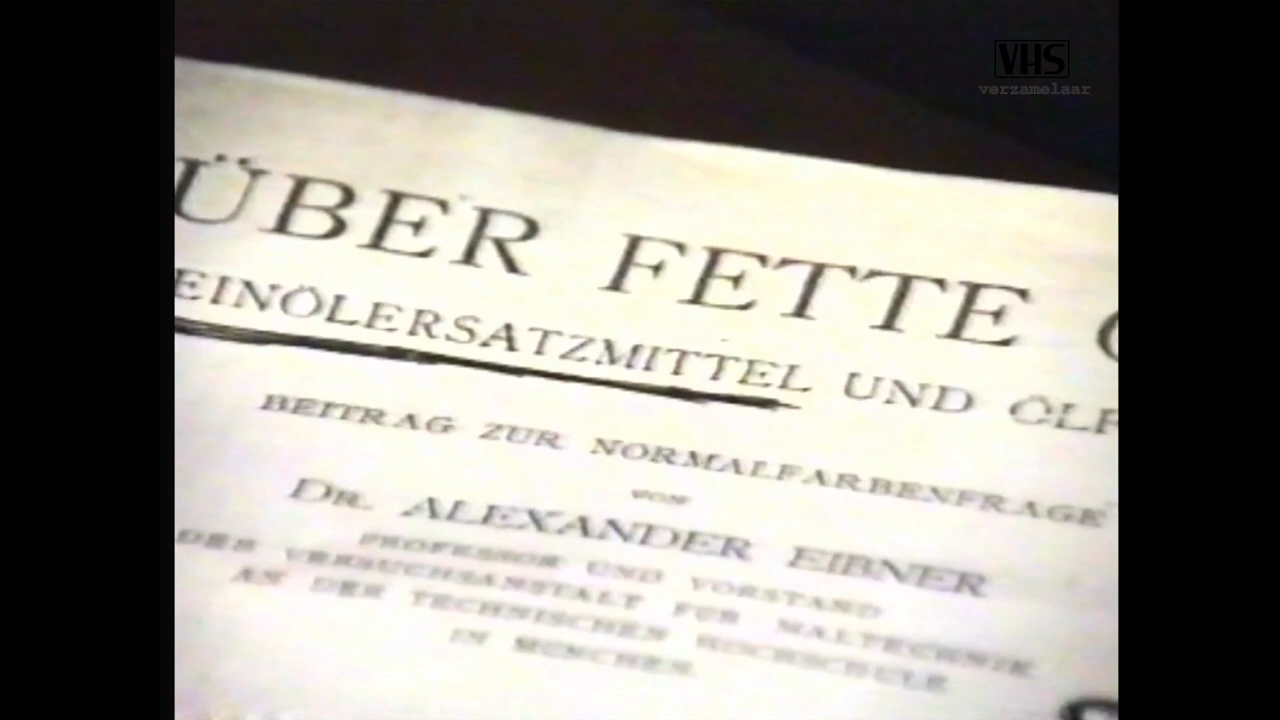 VHS
verzamelaar
ÜBER FETTE
EINÖLERSATZMITTEL UND ÖLF
BEITRAG ZUR NORMALFARBENFRAGE
VON
DR. ALEXANDER EIBNER
PROFESSOR UND VORSTAND
DER VERSUCHSANSTALT FÜR MALTECHNIK
AN DER TECHNISCHEN HOCHSCHULE
IN MÜNCHEN